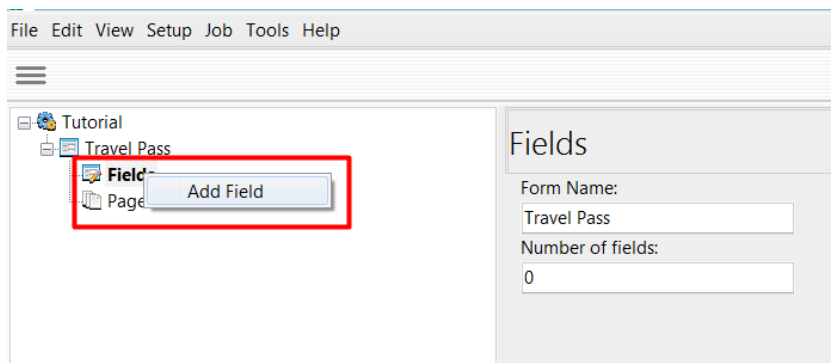 File Edit View Setup Job Tools Help
Tutorial
Travel Pass
Fields
Add Field
Page
Fields
Form Name:
Travel Pass
Number of fields:
0